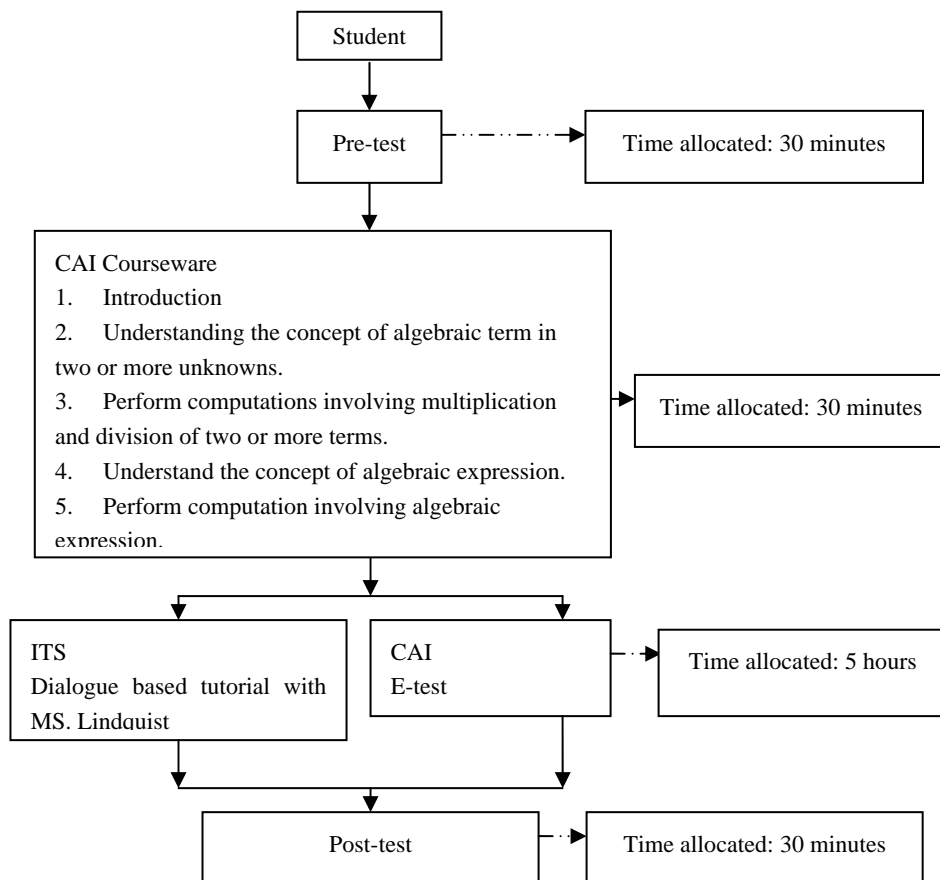 Student
Pre-test
Time allocated: 30 minutes
CAI Courseware
1. Introduction
2. Understanding the concept of algebraic term in
two or more unknowns.
3. Perform computations involving multiplication
and division of two or more terms.
4. Understand the concept of algebraic expression.
5. Perform computation involving algebraic
expression.
Time allocated: 30 minutes
ITS
Dialogue based tutorial with
MS. Lindquist
CAI
E-test
Time allocated: 5 hours
Post-test
Time allocated: 30 minutes